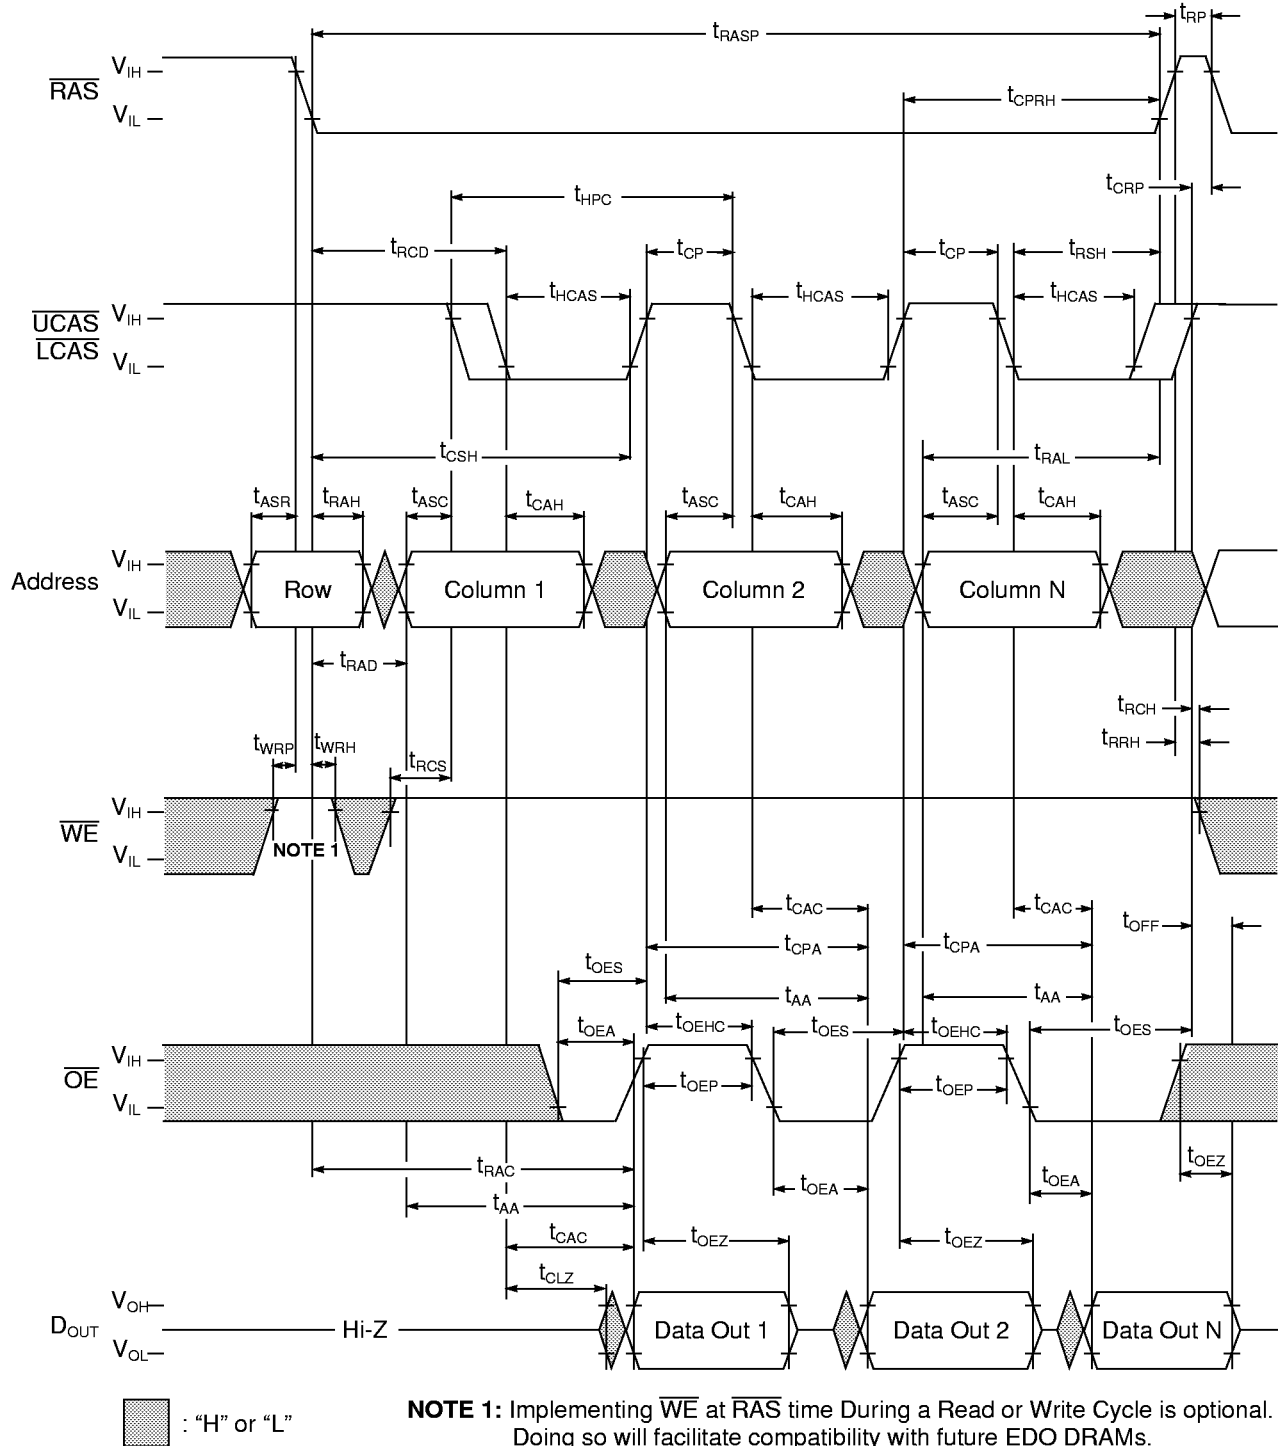 tRP
tRASP
VIH
RAS
VIL
tCPRH
tCRP
tHPC
tRCD
tCP
tCP
tRSH
tHCAS
tHCAS
tHCAS
UCAS
VIH
LCAS
VIL
tCSH
tRAL
tASR
tRAH
tASC
tCAH
tASC
tCAH
tASC
tCAH
VIH
Address
Row
Column 1
Column 2
Column N
VIL
tRAD
tRCH
tRRH
tWRP
tWRH
tRCS
VIH
WE
NOTE 1
VIL
tCAC
tCAC
tOFF
tCPA
tCPA
tOES
tAA
tAA
tOEA
tOEHC
tOES
tOEHC
tOES
VIH
OE
tOEP
tOEP
VIL
tRAC
tOEZ
tOEA
tOEA
tAA
tCAC
tOEZ
tOEZ
tCLZ
VOH
DOUT
Hi-Z
Data Out 1
Data Out 2
Data Out N
VOL
: “H” or “L”
NOTE 1: Implementing WE at RAS time During a Read or Write Cycle is optional.
Doing so will facilitate compatibility with future EDO DRAMs.